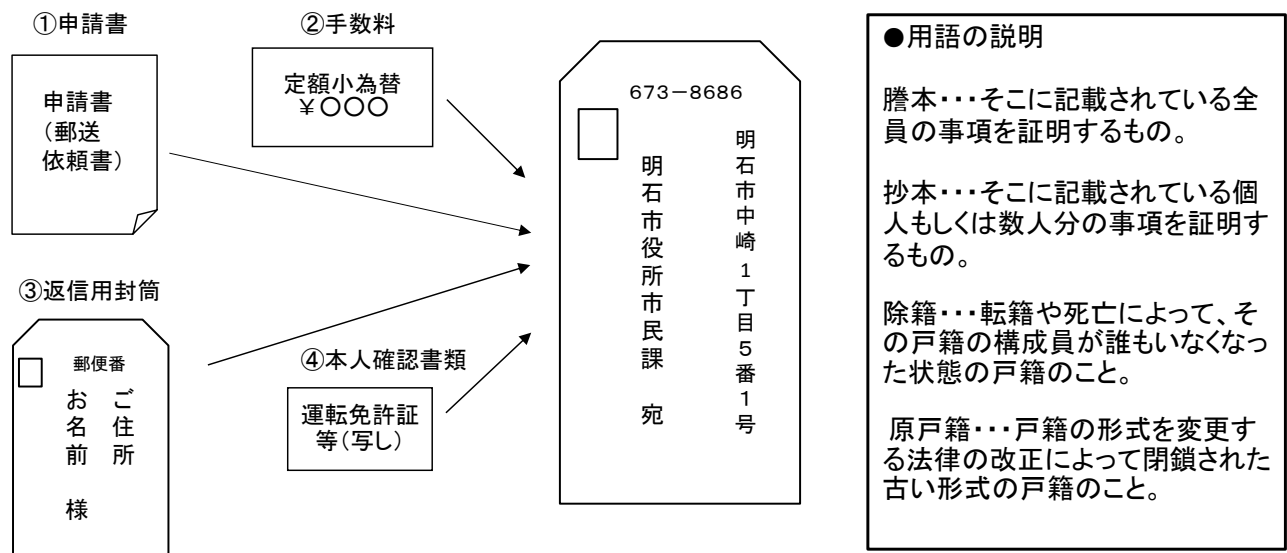 ①申請書
申請書
（郵送
依頼書）
②手数料
定額小為替
￥〇〇〇
③返信用封筒
郵便番
ご住所
お名前　様
④本人確認書類
運転免許証
等（写し）
673－8686
明石市中崎１丁目５番１号
明石市役所市民課　宛
●用語の説明
謄本・・・そこに記載されている全
員の事項を証明するもの。
抄本・・・そこに記載されている個
人もしくは数人分の事項を証明す
るもの。
除籍・・・転籍や死亡によって、そ
の戸籍の構成員が誰もいなくなっ
た状態の戸籍のこと。
原戸籍・・・戸籍の形式を変更す
る法律の改正によって閉鎖された
古い形式の戸籍のこと。